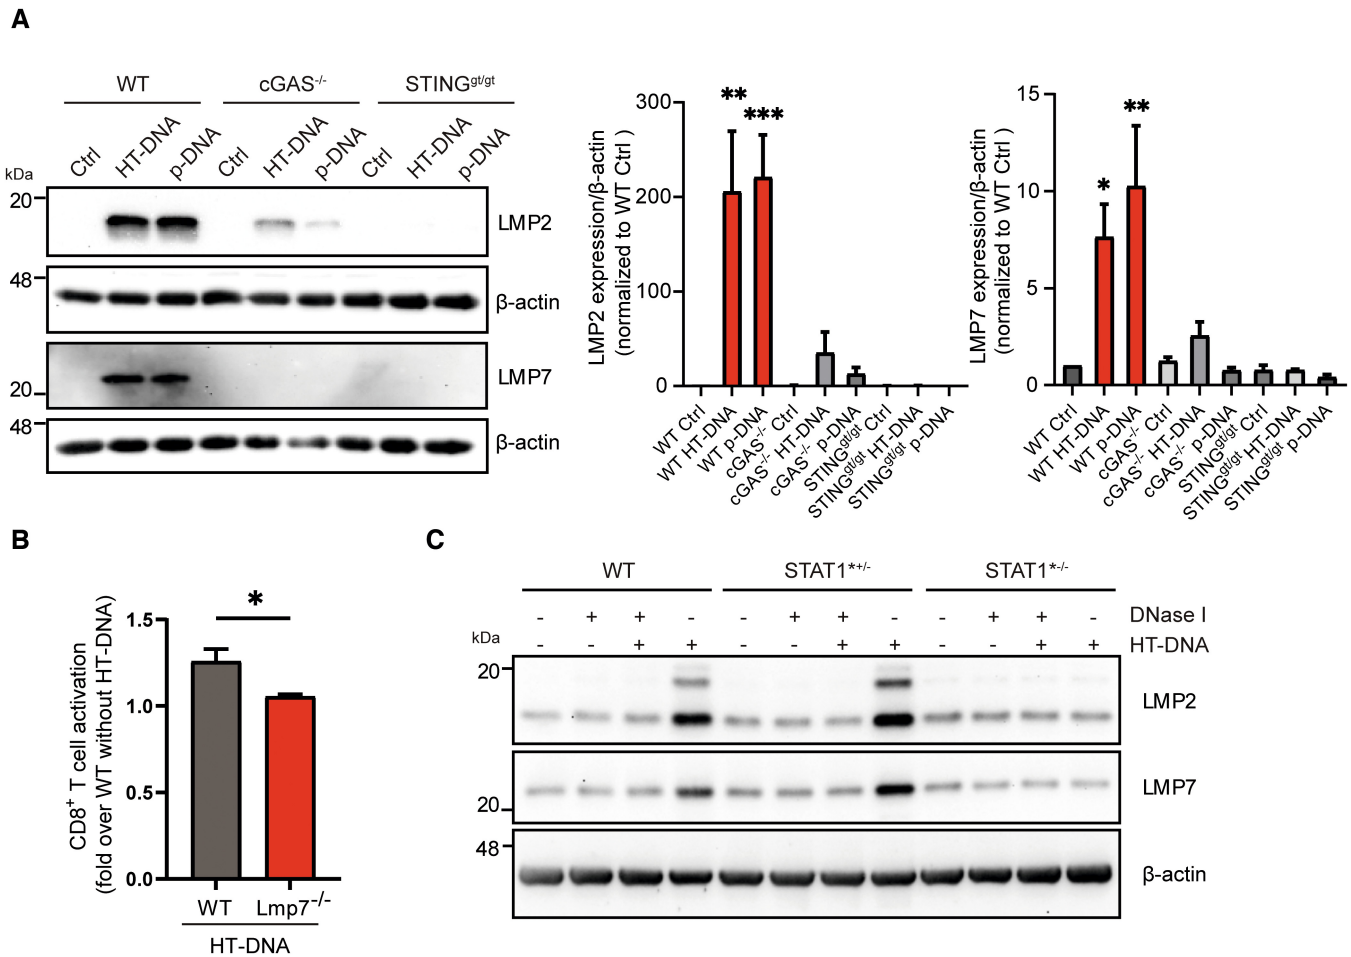 A
WT cGAS-/- STINGgt/gt
Ctrl HT-DNA p-DNA Ctrl HT-DNA p-DNA Ctrl HT-DNA p-DNA
kDa
20
LMP2
48
β-actin
LMP7
20
48
β-actin
LMP2 expression/β-actin
(normalized to WT Ctrl )
300
200
100
0
**
***
WT Ctrl
WT HT-DNA
WT p-DNA
cGAS-/- Ctrl
cGAS-/- HT-DNA
cGAS-/- p-DNA
STINGgt/gt Ctrl
STINGgt/gt HT-DNA
STINGgt/gt p-DNA
LMP7 expression/β-actin
(normalized to WT Ctrl )
15
10
5
0
*
**
WT Ctrl
WT HT-DNA
WT p-DNA
cGAS-/- Ctrl
cGAS-/- HT-DNA
cGAS-/- p-DNA
STINGgt/gt Ctrl
STINGgt/gt HT-DNA
STINGgt/gt p-DNA
B
CD8+ T cell activation
(fold over WT without HT-DNA)
1.5
1.0
0.5
0.0
*
WT Lmp7-/-
HT-DNA
C
WT STAT1*+/- STAT1*-/-
- + + - - + + - - + + - DNase I
- - + + - - + + - - + + HT-DNA
kDa
20
LMP2
LMP7
20
48
β-actin